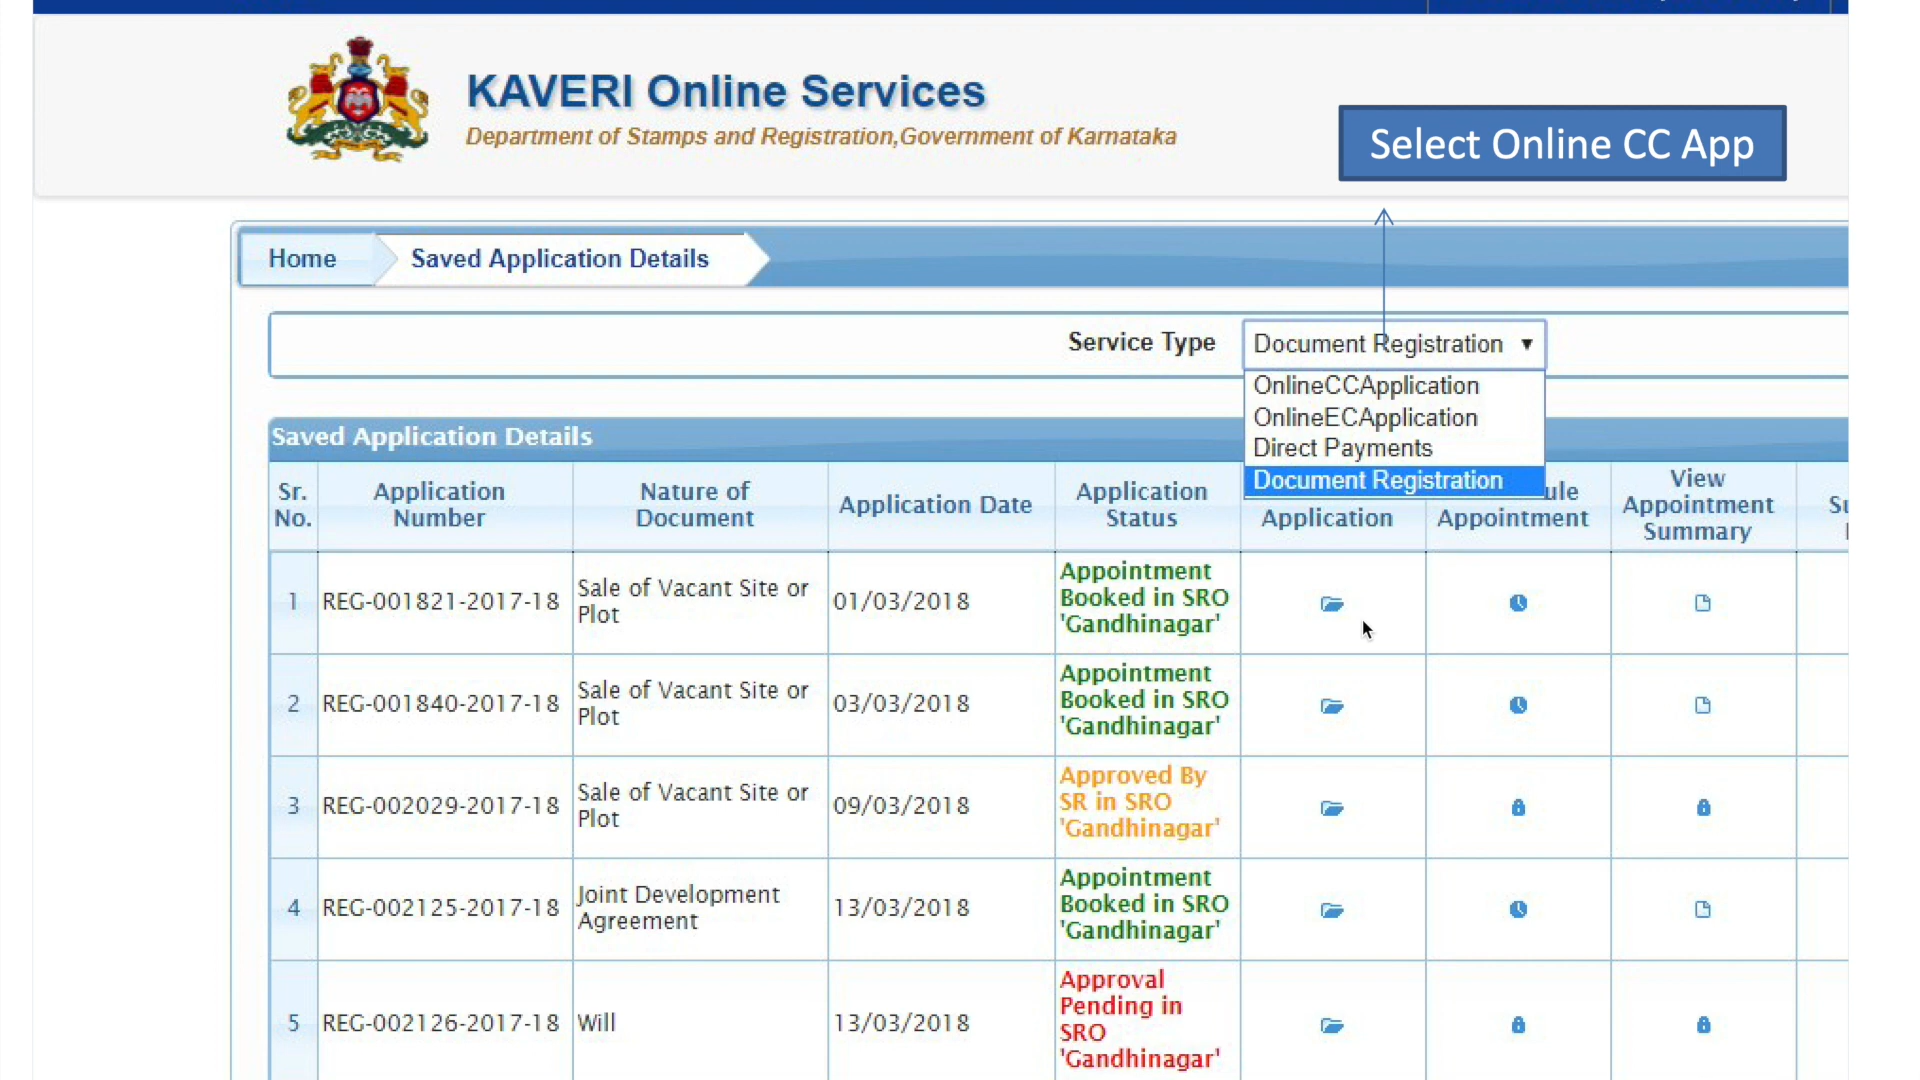 KAVERI Online Services
Department of Stamps and Registration,Government of Karnataka
Select Online CC App
Home
Saved Application Details
Service Type
Document Registration
OnlineCCApplication
OnlineECApplication
Direct Payments
Document Registration
Saved Application Details
Sr. No.
Application Number
Nature of Document
Application Date
Application Status
Application
Appointment
View Appointment Summary
1 REG-001821-2017-18 Sale of Vacant Site or Plot 01/03/2018 Appointment Booked in SRO 'Gandhinagar'
2 REG-001840-2017-18 Sale of Vacant Site or Plot 03/03/2018 Appointment Booked in SRO 'Gandhinagar'
3 REG-002029-2017-18 Sale of Vacant Site or Plot 09/03/2018 Approved By SR in SRO 'Gandhinagar'
4 REG-002125-2017-18 Joint Development Agreement 13/03/2018 Appointment Booked in SRO 'Gandhinagar'
5 REG-002126-2017-18 Will 13/03/2018 Approval Pending in SRO 'Gandhinagar'